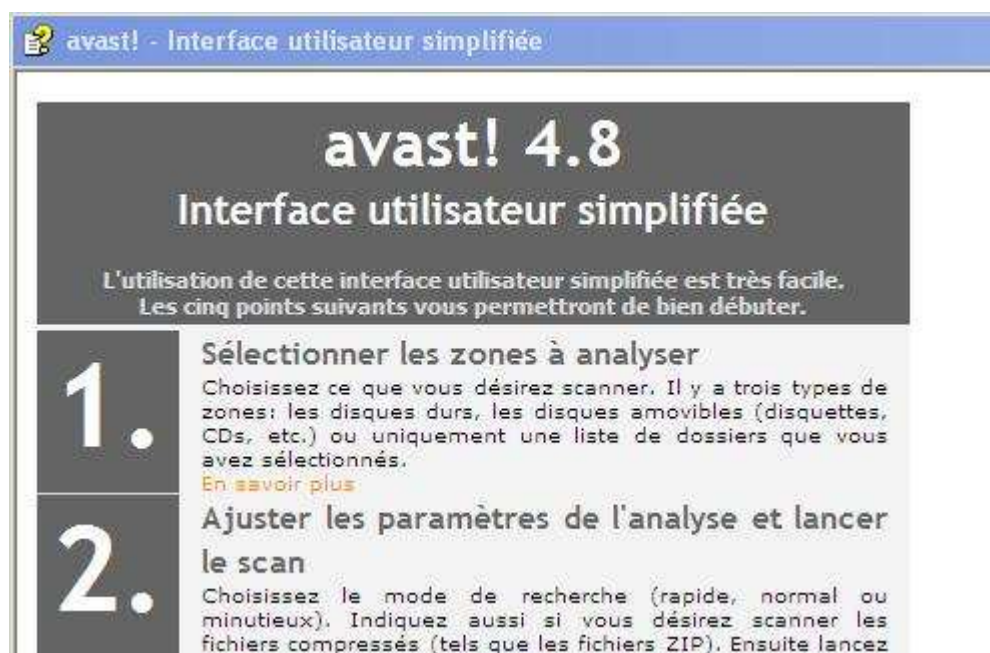 avast! - Interface utilisateur simplifiée
avast! 4.8
Interface utilisateur simplifiée
L'utilisation de cette interface utilisateur simplifiée est très facile.
Les cinq points suivants vous permettront de bien débuter.
1.
Sélectionner les zones à analyser
Choisissez ce que vous désirez scanner. Il y a trois types de
zones: les disques durs, les disques amovibles (disquettes,
CDs, etc.) ou uniquement une liste de dossiers que vous
avez sélectionnés.
En savoir plus
2.
Ajuster les paramètres de l'analyse et lancer
le scan
Choisissez le mode de recherche (rapide, normal ou
minutieux). Indiquez aussi si vous désirez scanner les
fichiers compressés (tels que les fichiers ZIP). Ensuite lancez